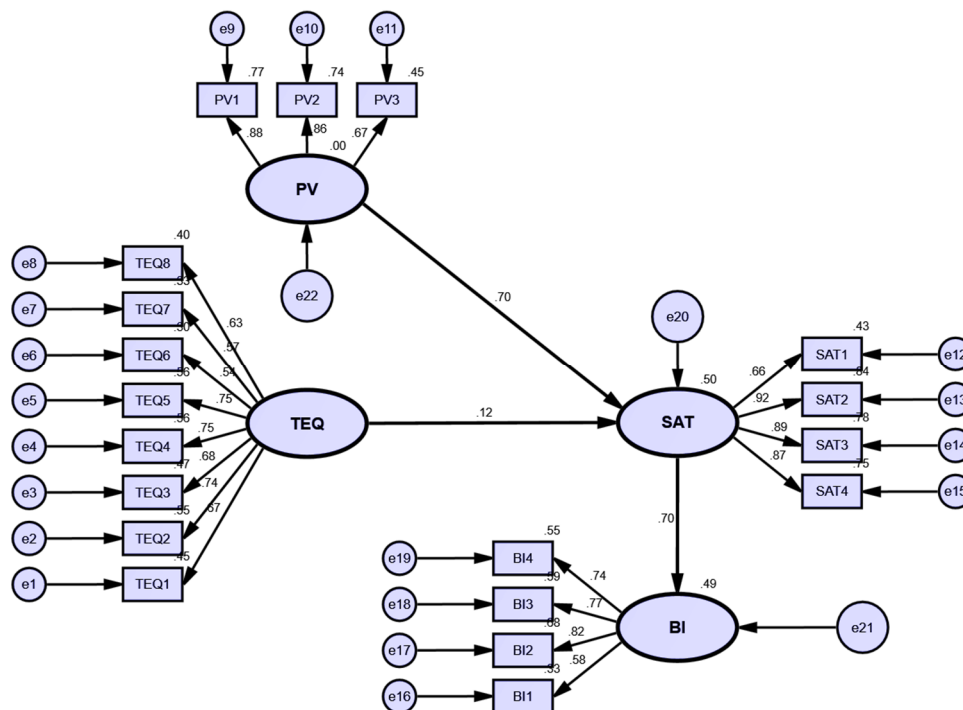 e9
e10
e11
.77
.74
.45
PV1
PV2
PV3
.88
.86
.67
.00
PV
e22
.40
e8
TEQ8
.33
e7
TEQ7
.30
e6
TEQ6
.56
e5
TEQ5
.56
e4
TEQ4
.47
e3
TEQ3
.55
e2
TEQ2
.45
e1
TEQ1
.63
.57
.54
.75
.75
.68
.74
.67
TEQ
.70
.12
e20
.50
SAT
.66
.92
.89
.87
.43
SAT1
e12
.84
SAT2
e13
.78
SAT3
e14
.75
SAT4
e15
.70
.49
BI
e21
.55
e19
BI4
.59
e18
BI3
.68
e17
BI2
.33
e16
BI1
.74
.77
.82
.58